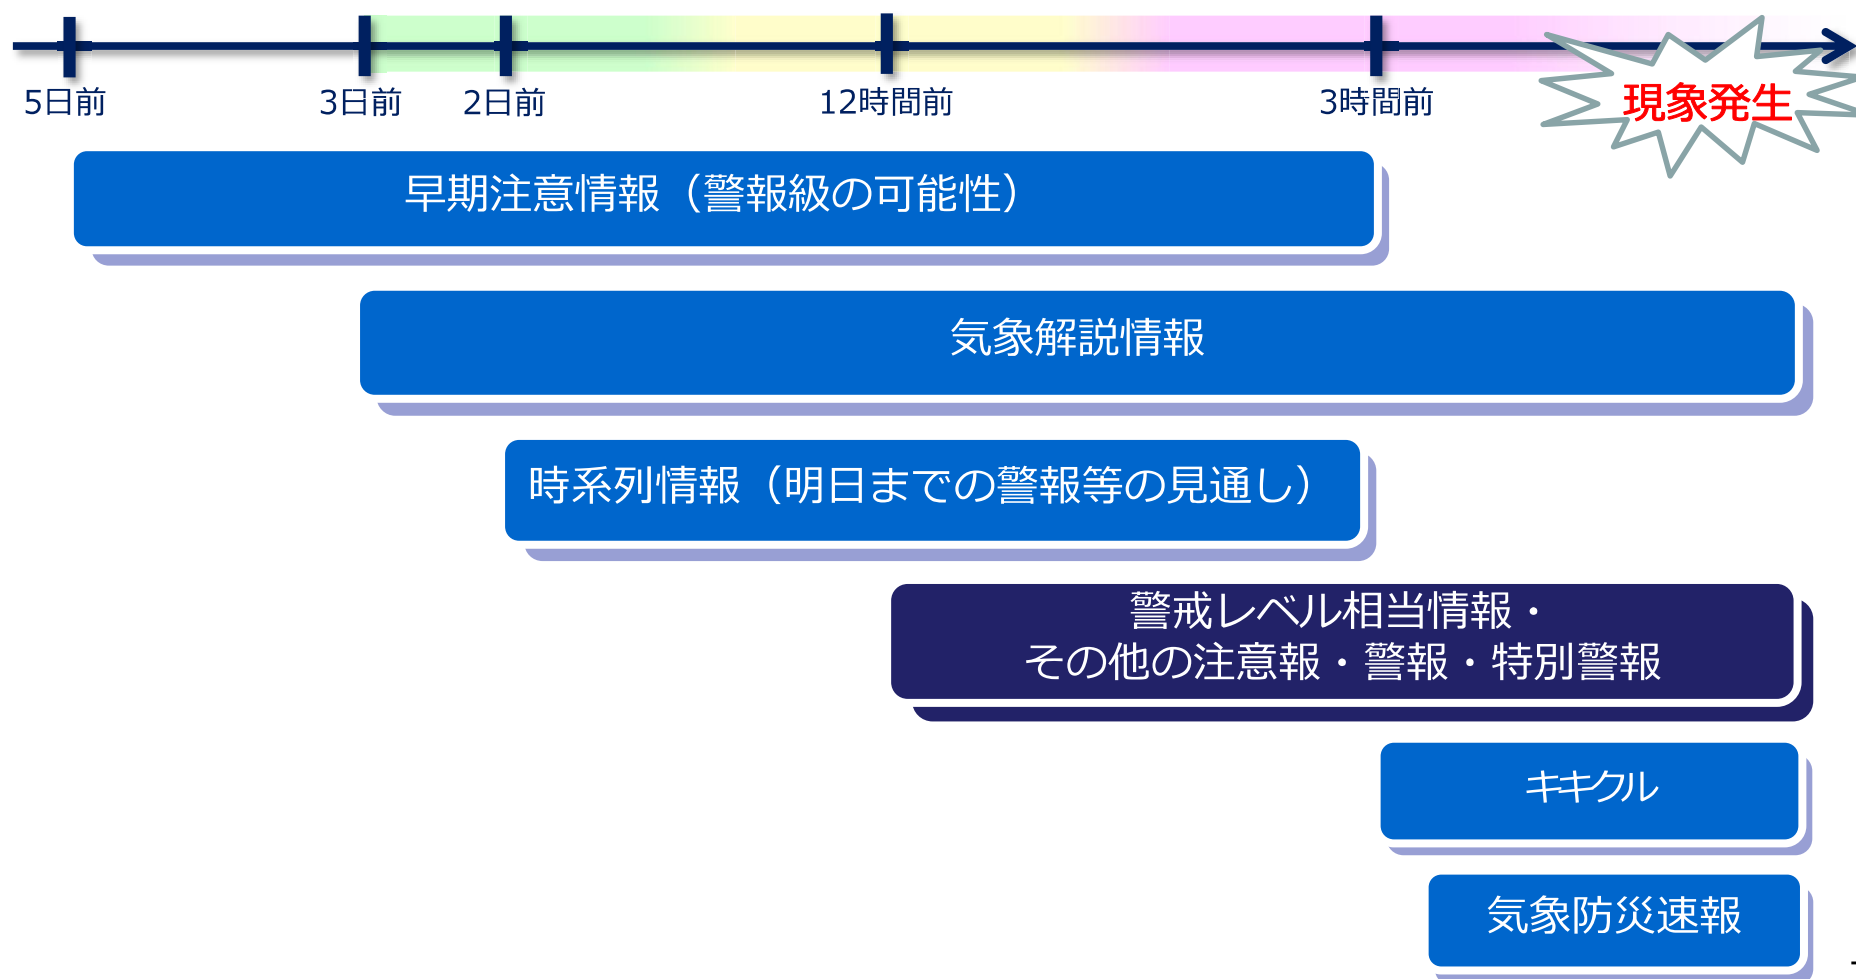 5日前
3日前
2日前
12時間前
3時間前
現象発生
早期注意情報（警報級の可能性）
気象解説情報
時系列情報（明日までの警報等の見通し）
警戒レベル相当情報・
その他の注意報・警報・特別警報
キキクル
気象防災速報